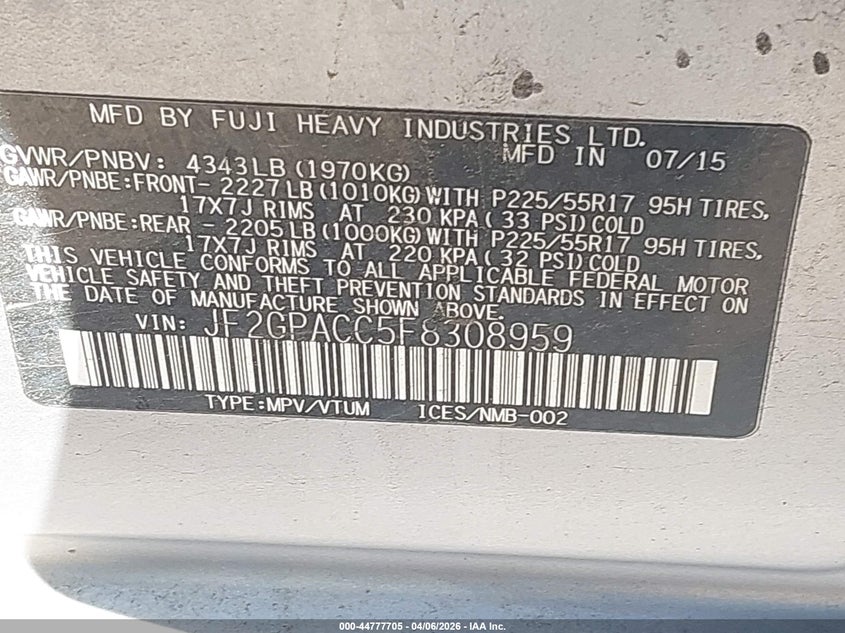 MFD BY FUJI HEAVY INDUSTRIES LTD.
GVWR/PNBV: 4343LB (1970KG) MFD IN 07/15
GAWR/PNBE:FRONT- 2227 LB (1010KG) WITH P225/55R17 95H TIRES,
17X7J RIMS AT 230 KPA ( 33 PSI) COLD
GAWR/PNBE:REAR - 2205 LB (1000KG) WITH P225/55R17 95H TIRES,
17X7J RIMS AT 220 KPA ( 32 PSI) COLD
THIS VEHICLE CONFORMS TO ALL APPLICABLE FEDERAL MOTOR
VEHICLE SAFETY AND THEFT PREVENTION STANDARDS IN EFFECT ON
THE DATE OF MANUFACTURE SHOWN ABOVE.
VIN: JF2GPACC5F8308959
TYPE:MPV/VTUM ICES/NMB-002
000-44777705 - 04/06/2026 - IAA Inc.